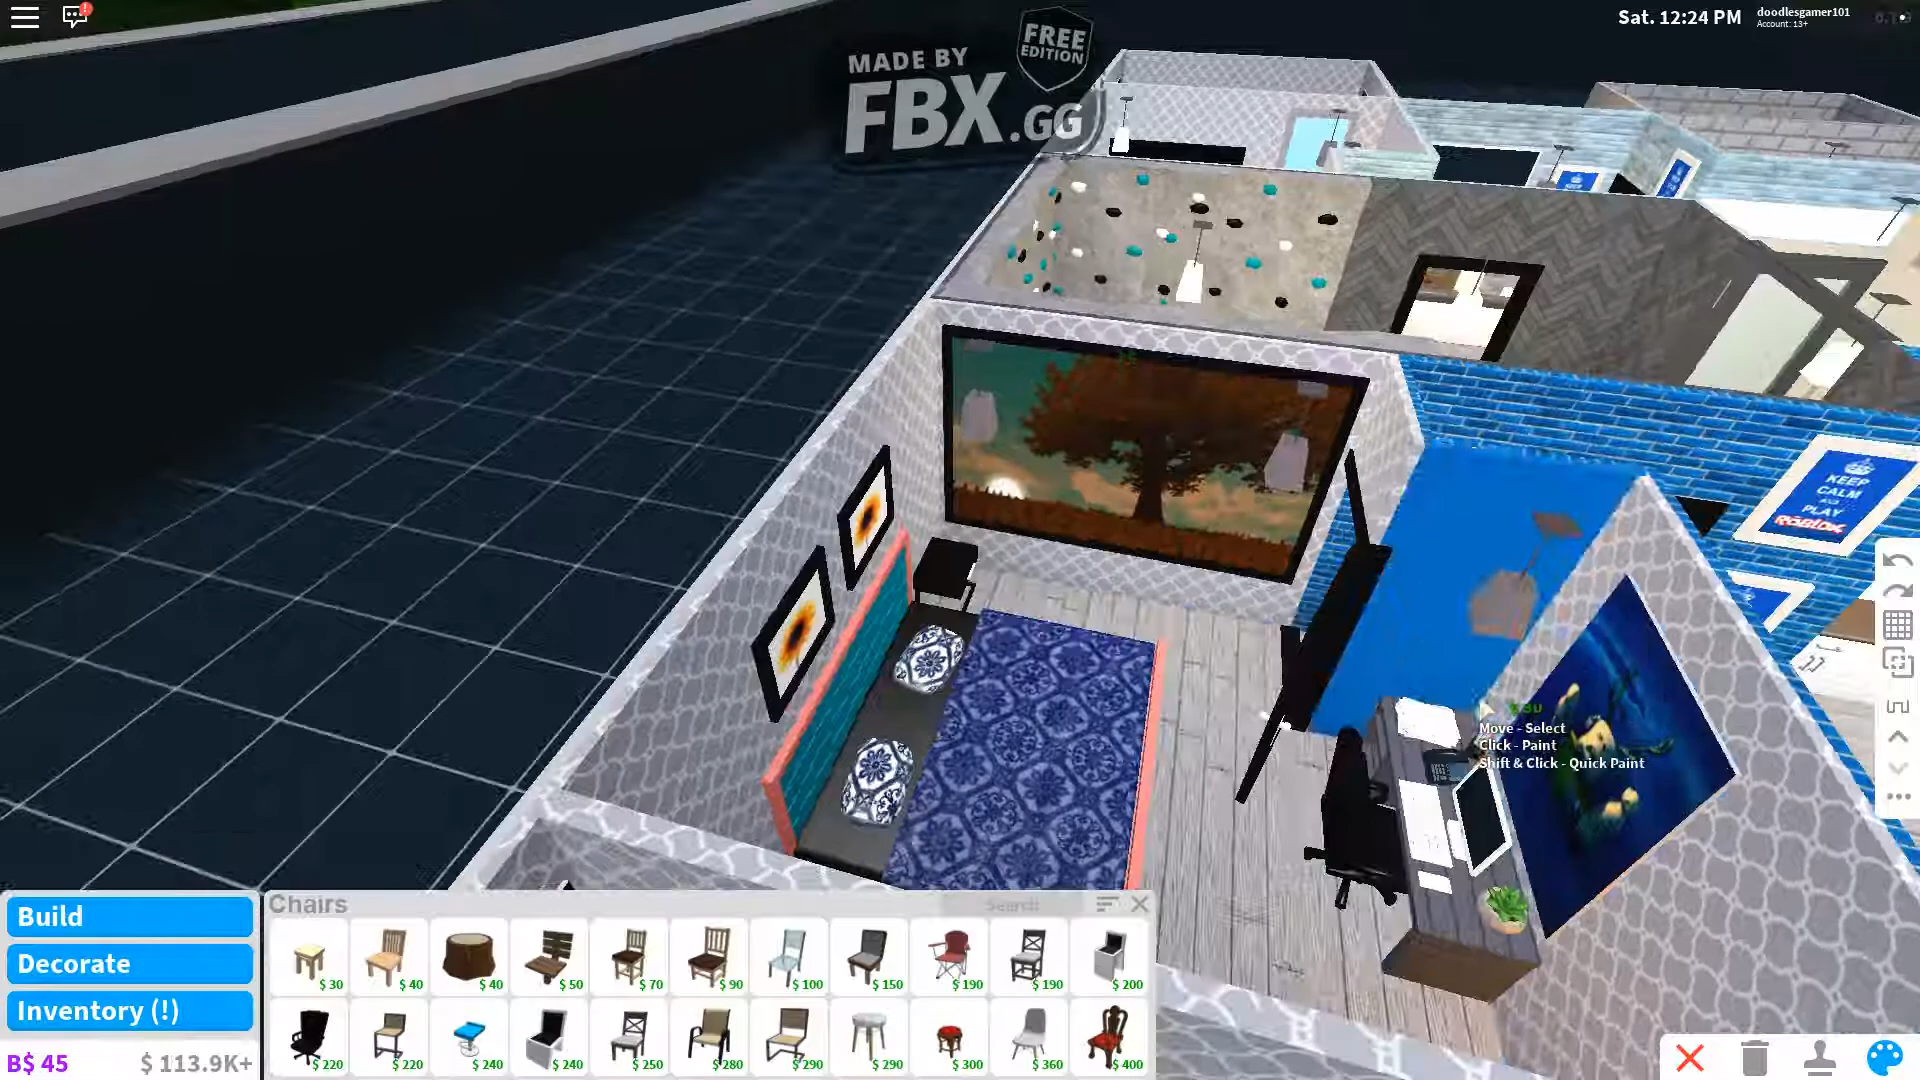 Sat. 12:24 PM
doodlesgamer101
Account: 13+
MADE BY
FBX.GG
FREE
EDITION
KEEP
CALM
AND
PLAY
ROBLOX
Move - Select
Click - Paint
Shift & Click - Quick Paint
Build
Decorate
Inventory (!)
B$ 45
$ 113.9K+
Chairs
Search
$ 30
$ 40
$ 40
$ 50
$ 70
$ 90
$ 100
$ 150
$ 190
$ 190
$ 200
$ 220
$ 220
$ 240
$ 240
$ 250
$ 280
$ 290
$ 290
$ 300
$ 360
$ 400